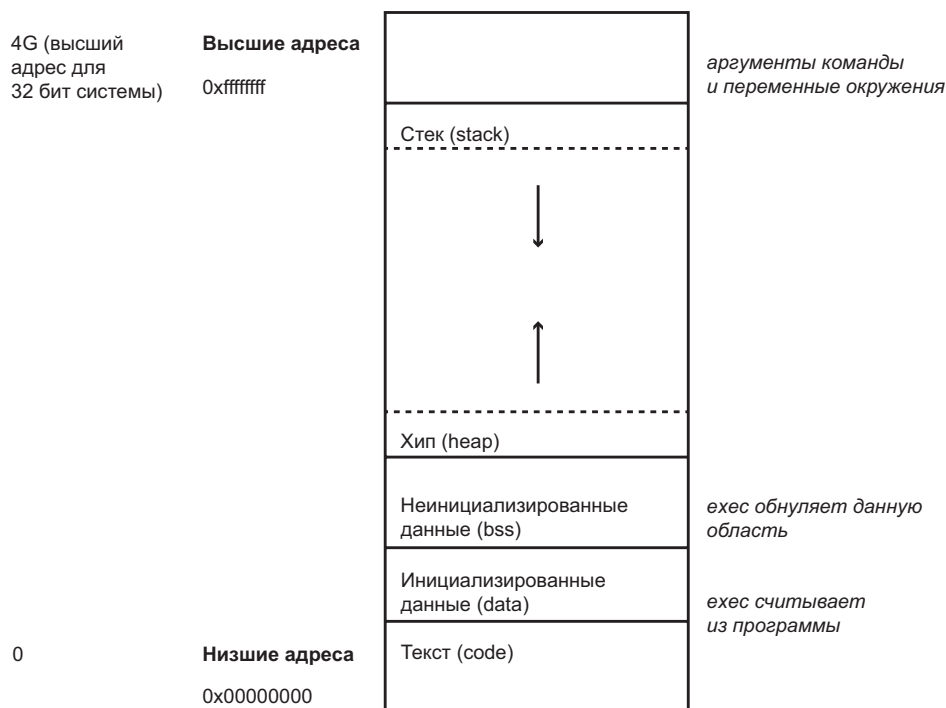 4G (высший
адрес для
32 бит системы)
Высшие адреса
0xffffffff
аргументы команды
и переменные окружения
Стек (stack)
Хип (heap)
Неинициализированные
данные (bss)
exec обнуляет данную
область
Инициализированные
данные (data)
exec считывает
из программы
0
Низшие адреса
0x00000000
Текст (code)